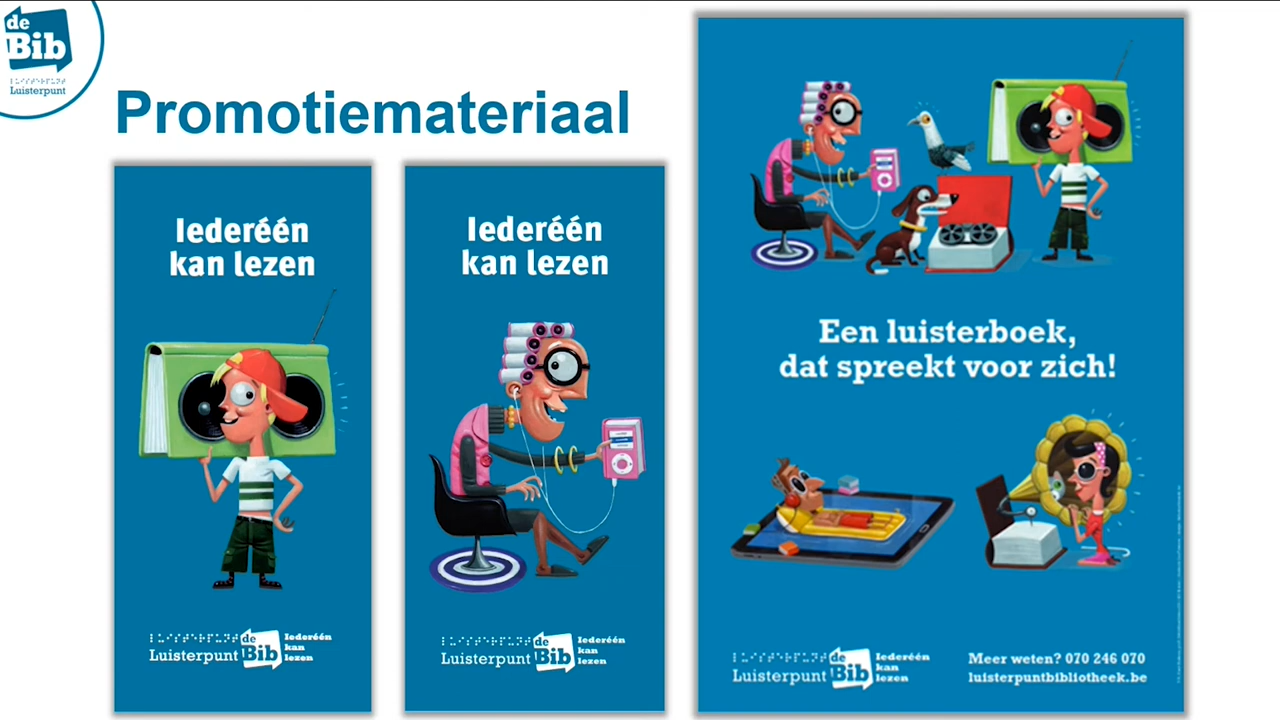 de
Bib
Luisterpunt
Promotiemateriaal
Iederéén
kan lezen
Luisterpunt
de
Bib
Iederéén
kan
lezen
Iederéén
kan lezen
Luisterpunt
de
Bib
Iederéén
kan
lezen
Een luisterboek,
dat spreekt voor zich!
Luisterpunt
de
Bib
Iederéén
kan
lezen
Meer weten? 070 246 070
luisterpuntbibliotheek.be